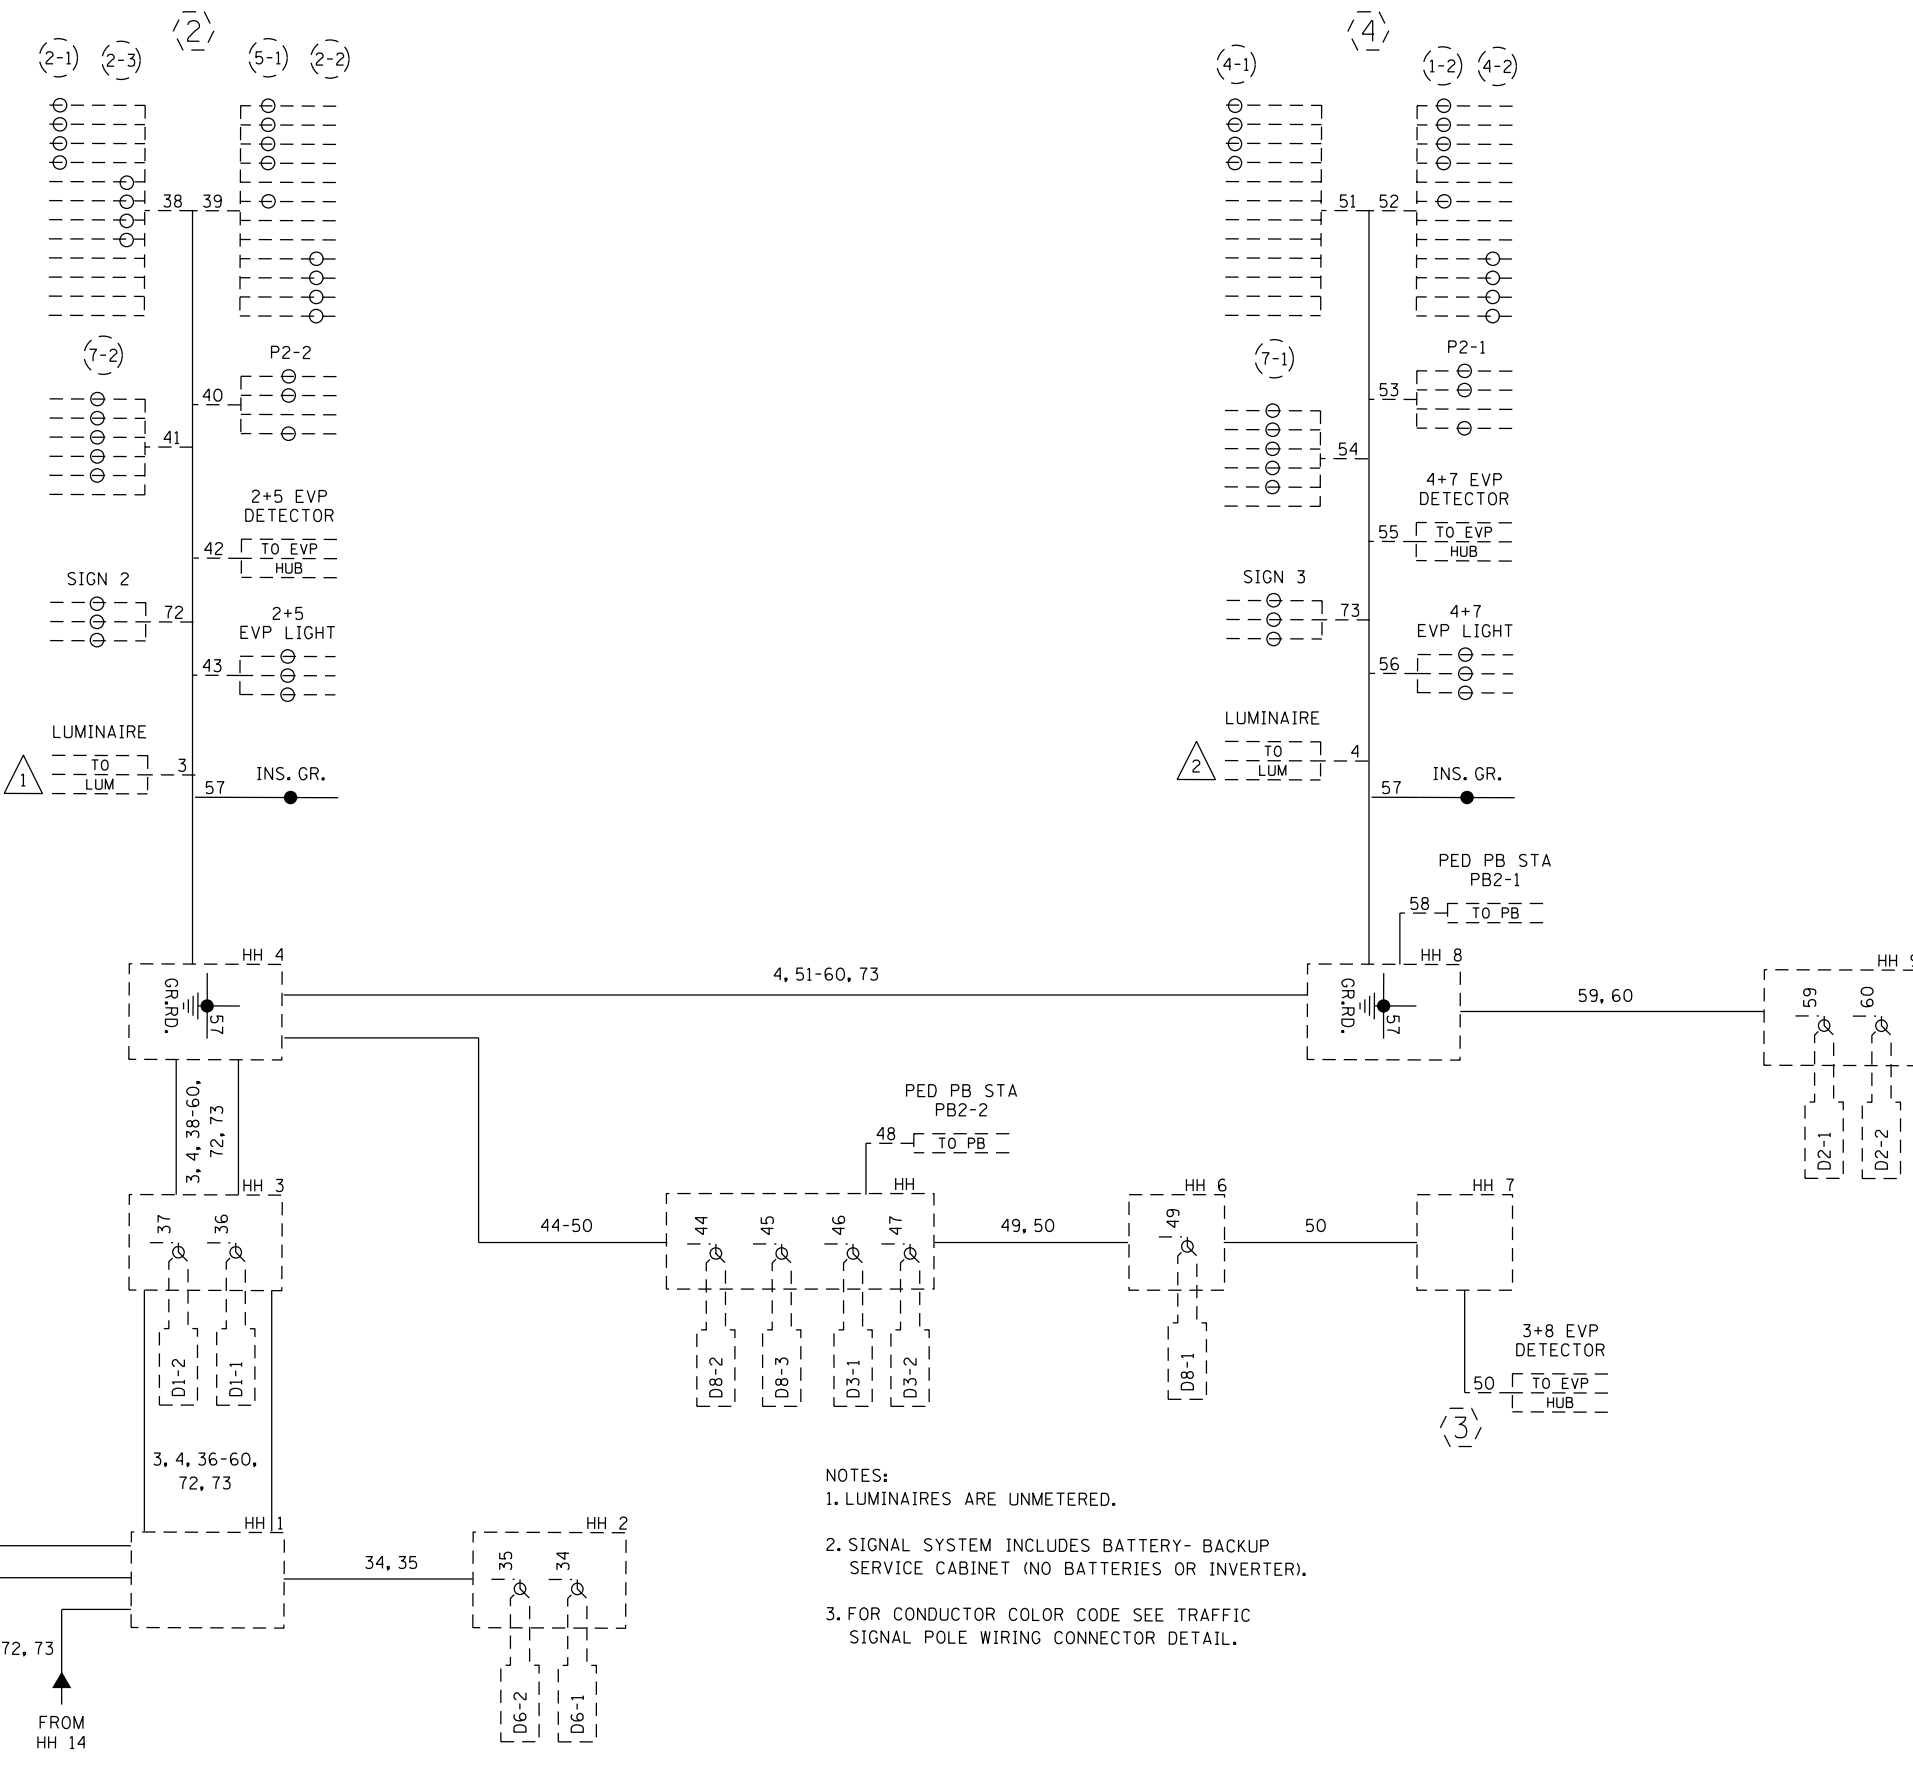 2
2-1
2-3
5-1
2-2
38
39
7-2
P2-2
40
41
2+5 EVP
DETECTOR
42
TO EVP
HUB
SIGN 2
72
2+5
EVP LIGHT
43
LUMINAIRE
1
TO
LUM
3
57
INS. GR.
4
4-1
1-2
4-2
51
52
7-1
P2-1
53
54
4+7 EVP
DETECTOR
55
TO EVP
HUB
SIGN 3
73
4+7
EVP LIGHT
56
LUMINAIRE
2
TO
LUM
4
57
INS. GR.
PED PB STA
PB2-1
58
TO PB
HH 4
GR.RD.
57
4, 51-60, 73
HH 8
GR.RD.
57
59, 60
59
60
D2-1
D2-2
3, 4, 38-60,
72, 73
PED PB STA
PB2-2
48
TO PB
HH 3
37
36
D1-2
D1-1
44-50
HH
44
45
46
47
D8-2
D8-3
D3-1
D3-2
49, 50
HH 6
49
D8-1
50
HH 7
3+8 EVP
DETECTOR
50
TO EVP
HUB
3
3, 4, 36-60,
72, 73
HH 1
34, 35
HH 2
35
34
D6-2
D6-1
72, 73
FROM
HH 14
NOTES:
1. LUMINAIRES ARE UNMETERED.
2. SIGNAL SYSTEM INCLUDES BATTERY- BACKUP
SERVICE CABINET (NO BATTERIES OR INVERTER).
3. FOR CONDUCTOR COLOR CODE SEE TRAFFIC
SIGNAL POLE WIRING CONNECTOR DETAIL.